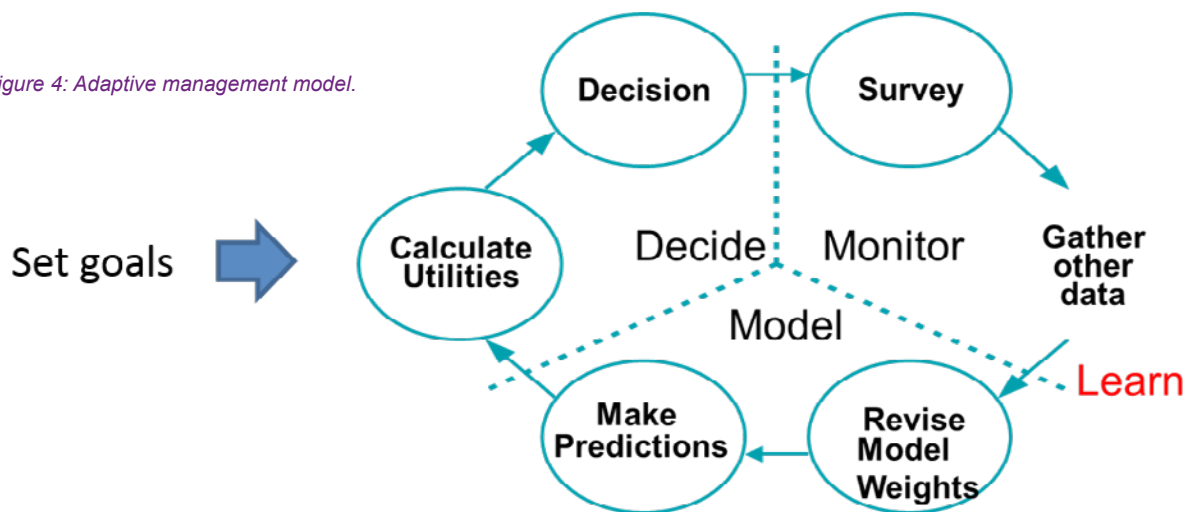 igure 4: Adaptive management model.
Decision
Survey
Set goals
Calculate
Utilities
Decide
Monitor
Gather
other
data
Model
Learn
Make
Predictions
Revise
Model
Weights